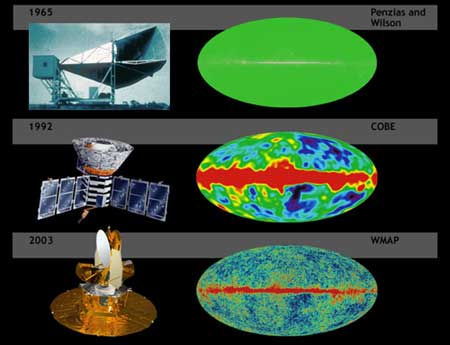 1965
Penzias and
Wilson
1992
COBE
2003
WMAP